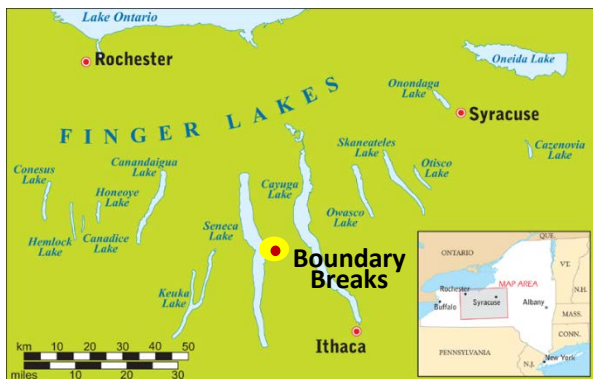 Lake Ontario
Rochester
Oneida Lake
Onondaga
Lake
Syracuse
FINGER LAKES
Skaneateles
Lake
Cazenovia
Lake
Otisco
Lake
Conesus
Lake
Canandaigua
Lake
Honeoye
Lake
Cayuga
Lake
Owasco
Lake
Hemlock
Lake
Canadice
Lake
Seneca
Lake
Boundary
Breaks
Keuka
Lake
Ithaca
km 10 20 30 40 50
miles 10 20 30
ONTARIO
QUE.
VT.
MAP AREA
Rochester
N.H.
Buffalo
Syracuse
Albany
MASS.
CONN.
PENNSYLVANIA
N.J.
New York